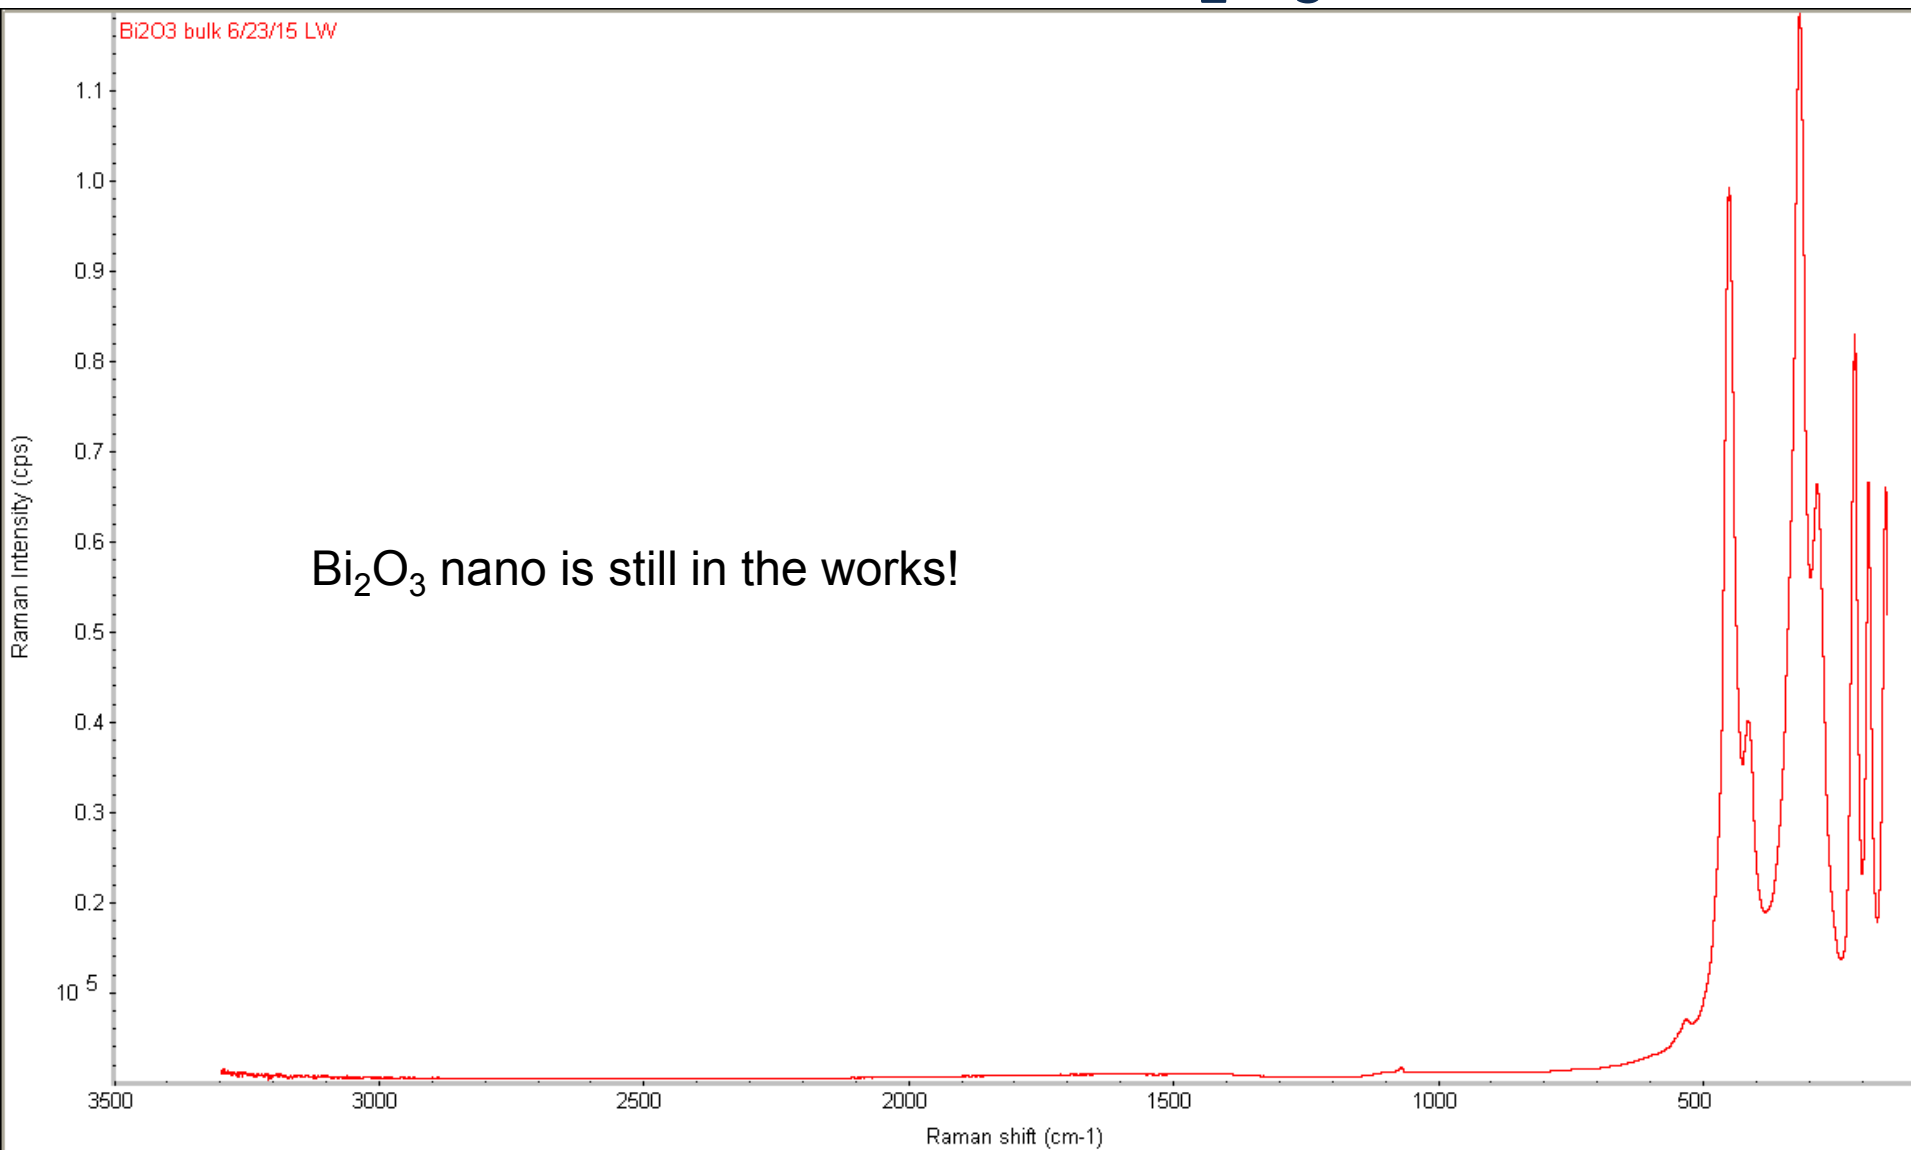 Bi2O3 bulk 6/23/15 LW
1.1
1.0
0.9
0.8
0.7
0.6
0.5
0.4
0.3
0.2
10 5
Raman Intensity (cps)
Bi₂O₃ nano is still in the works!
3500 3000 2500 2000 1500 1000 500
Raman shift (cm-1)